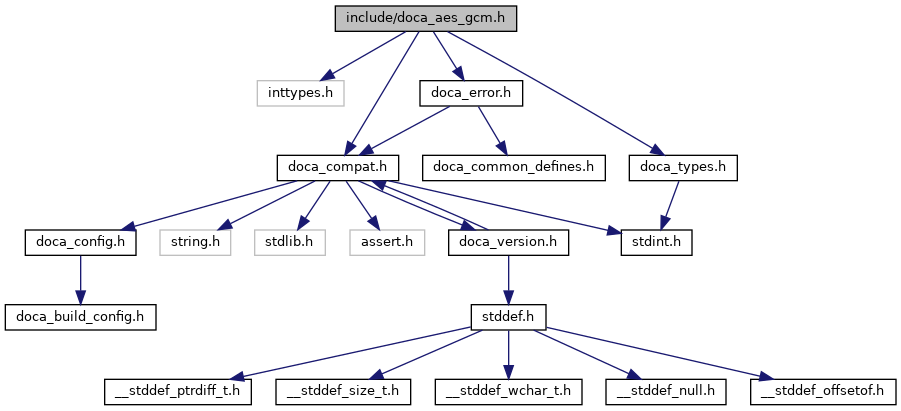 include/doca_aes_gcm.h
inttypes.h
doca_error.h
doca_compat.h
doca_common_defines.h
doca_types.h
doca_config.h
string.h
stdlib.h
assert.h
doca_version.h
stdint.h
doca_build_config.h
stddef.h
__stddef_ptrdiff_t.h
__stddef_size_t.h
__stddef_wchar_t.h
__stddef_null.h
__stddef_offsetof.h